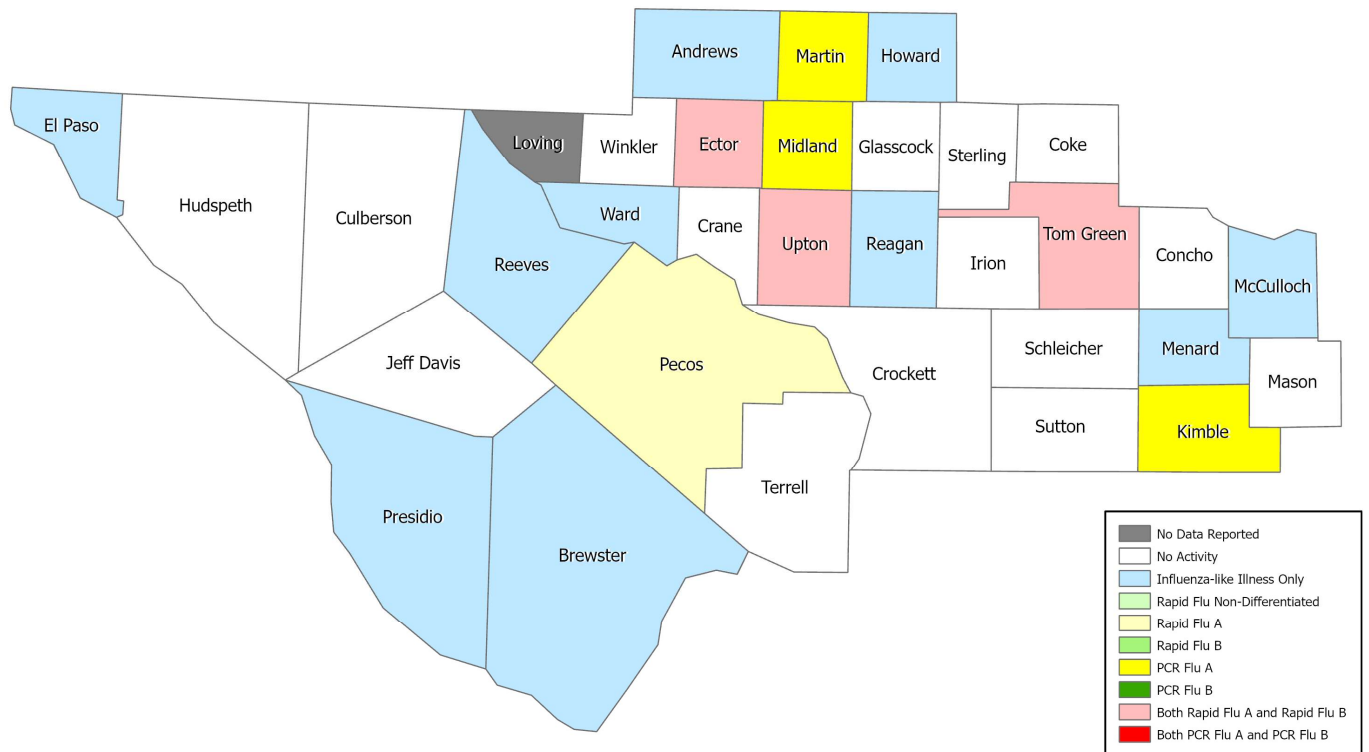 Andrews
Martin
Howard
El Paso
Loving
Winkler
Ector
Midland
Glasscock
Sterling
Coke
Hudspeth
Culberson
Reeves
Ward
Crane
Upton
Reagan
Irion
Tom Green
Concho
McCulloch
Jeff Davis
Pecos
Crockett
Schleicher
Menard
Mason
Sutton
Kimble
Terrell
Presidio
Brewster
No Data Reported
No Activity
Influenza-like Illness Only
Rapid Flu Non-Differentiated
Rapid Flu A
Rapid Flu B
PCR Flu A
PCR Flu B
Both Rapid Flu A and Rapid Flu B
Both PCR Flu A and PCR Flu B